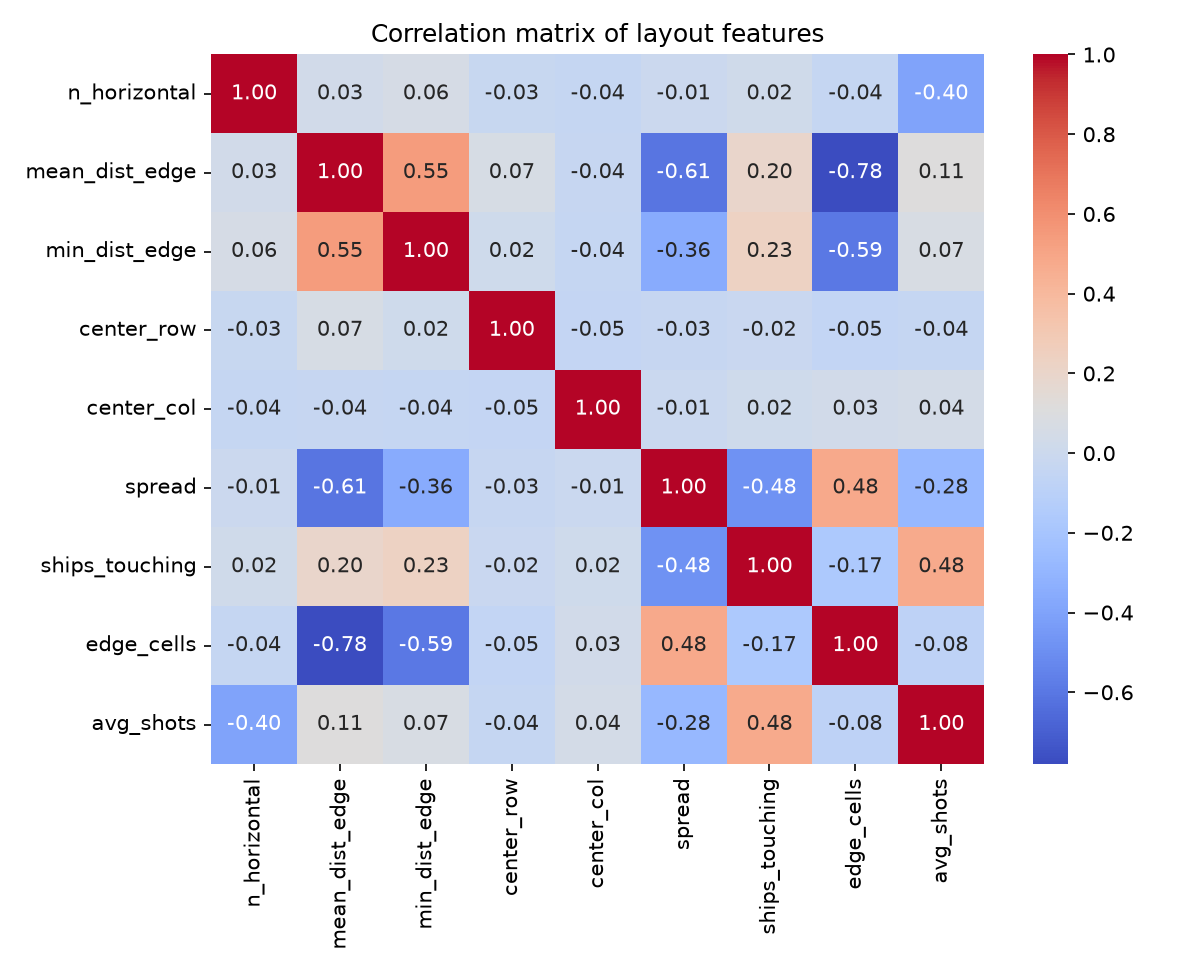 Correlation matrix of layout features
n_horizontal 1.00 0.03 0.06 -0.03 -0.04 -0.01 0.02 -0.04 -0.40
mean_dist_edge 0.03 1.00 0.55 0.07 -0.04 -0.61 0.20 -0.78 0.11
min_dist_edge 0.06 0.55 1.00 0.02 -0.04 -0.36 0.23 -0.59 0.07
center_row -0.03 0.07 0.02 1.00 -0.05 -0.03 -0.02 -0.05 -0.04
center_col -0.04 -0.04 -0.04 -0.05 1.00 -0.01 0.02 0.03 0.04
spread -0.01 -0.61 -0.36 -0.03 -0.01 1.00 -0.48 0.48 -0.28
ships_touching 0.02 0.20 0.23 -0.02 0.02 -0.48 1.00 -0.17 0.48
edge_cells -0.04 -0.78 -0.59 -0.05 0.03 0.48 -0.17 1.00 -0.08
avg_shots -0.40 0.11 0.07 -0.04 0.04 -0.28 0.48 -0.08 1.00
n_horizontal
mean_dist_edge
min_dist_edge
center_row
center_col
spread
ships_touching
edge_cells
avg_shots
1.0
0.8
0.6
0.4
0.2
0.0
−0.2
−0.4
−0.6